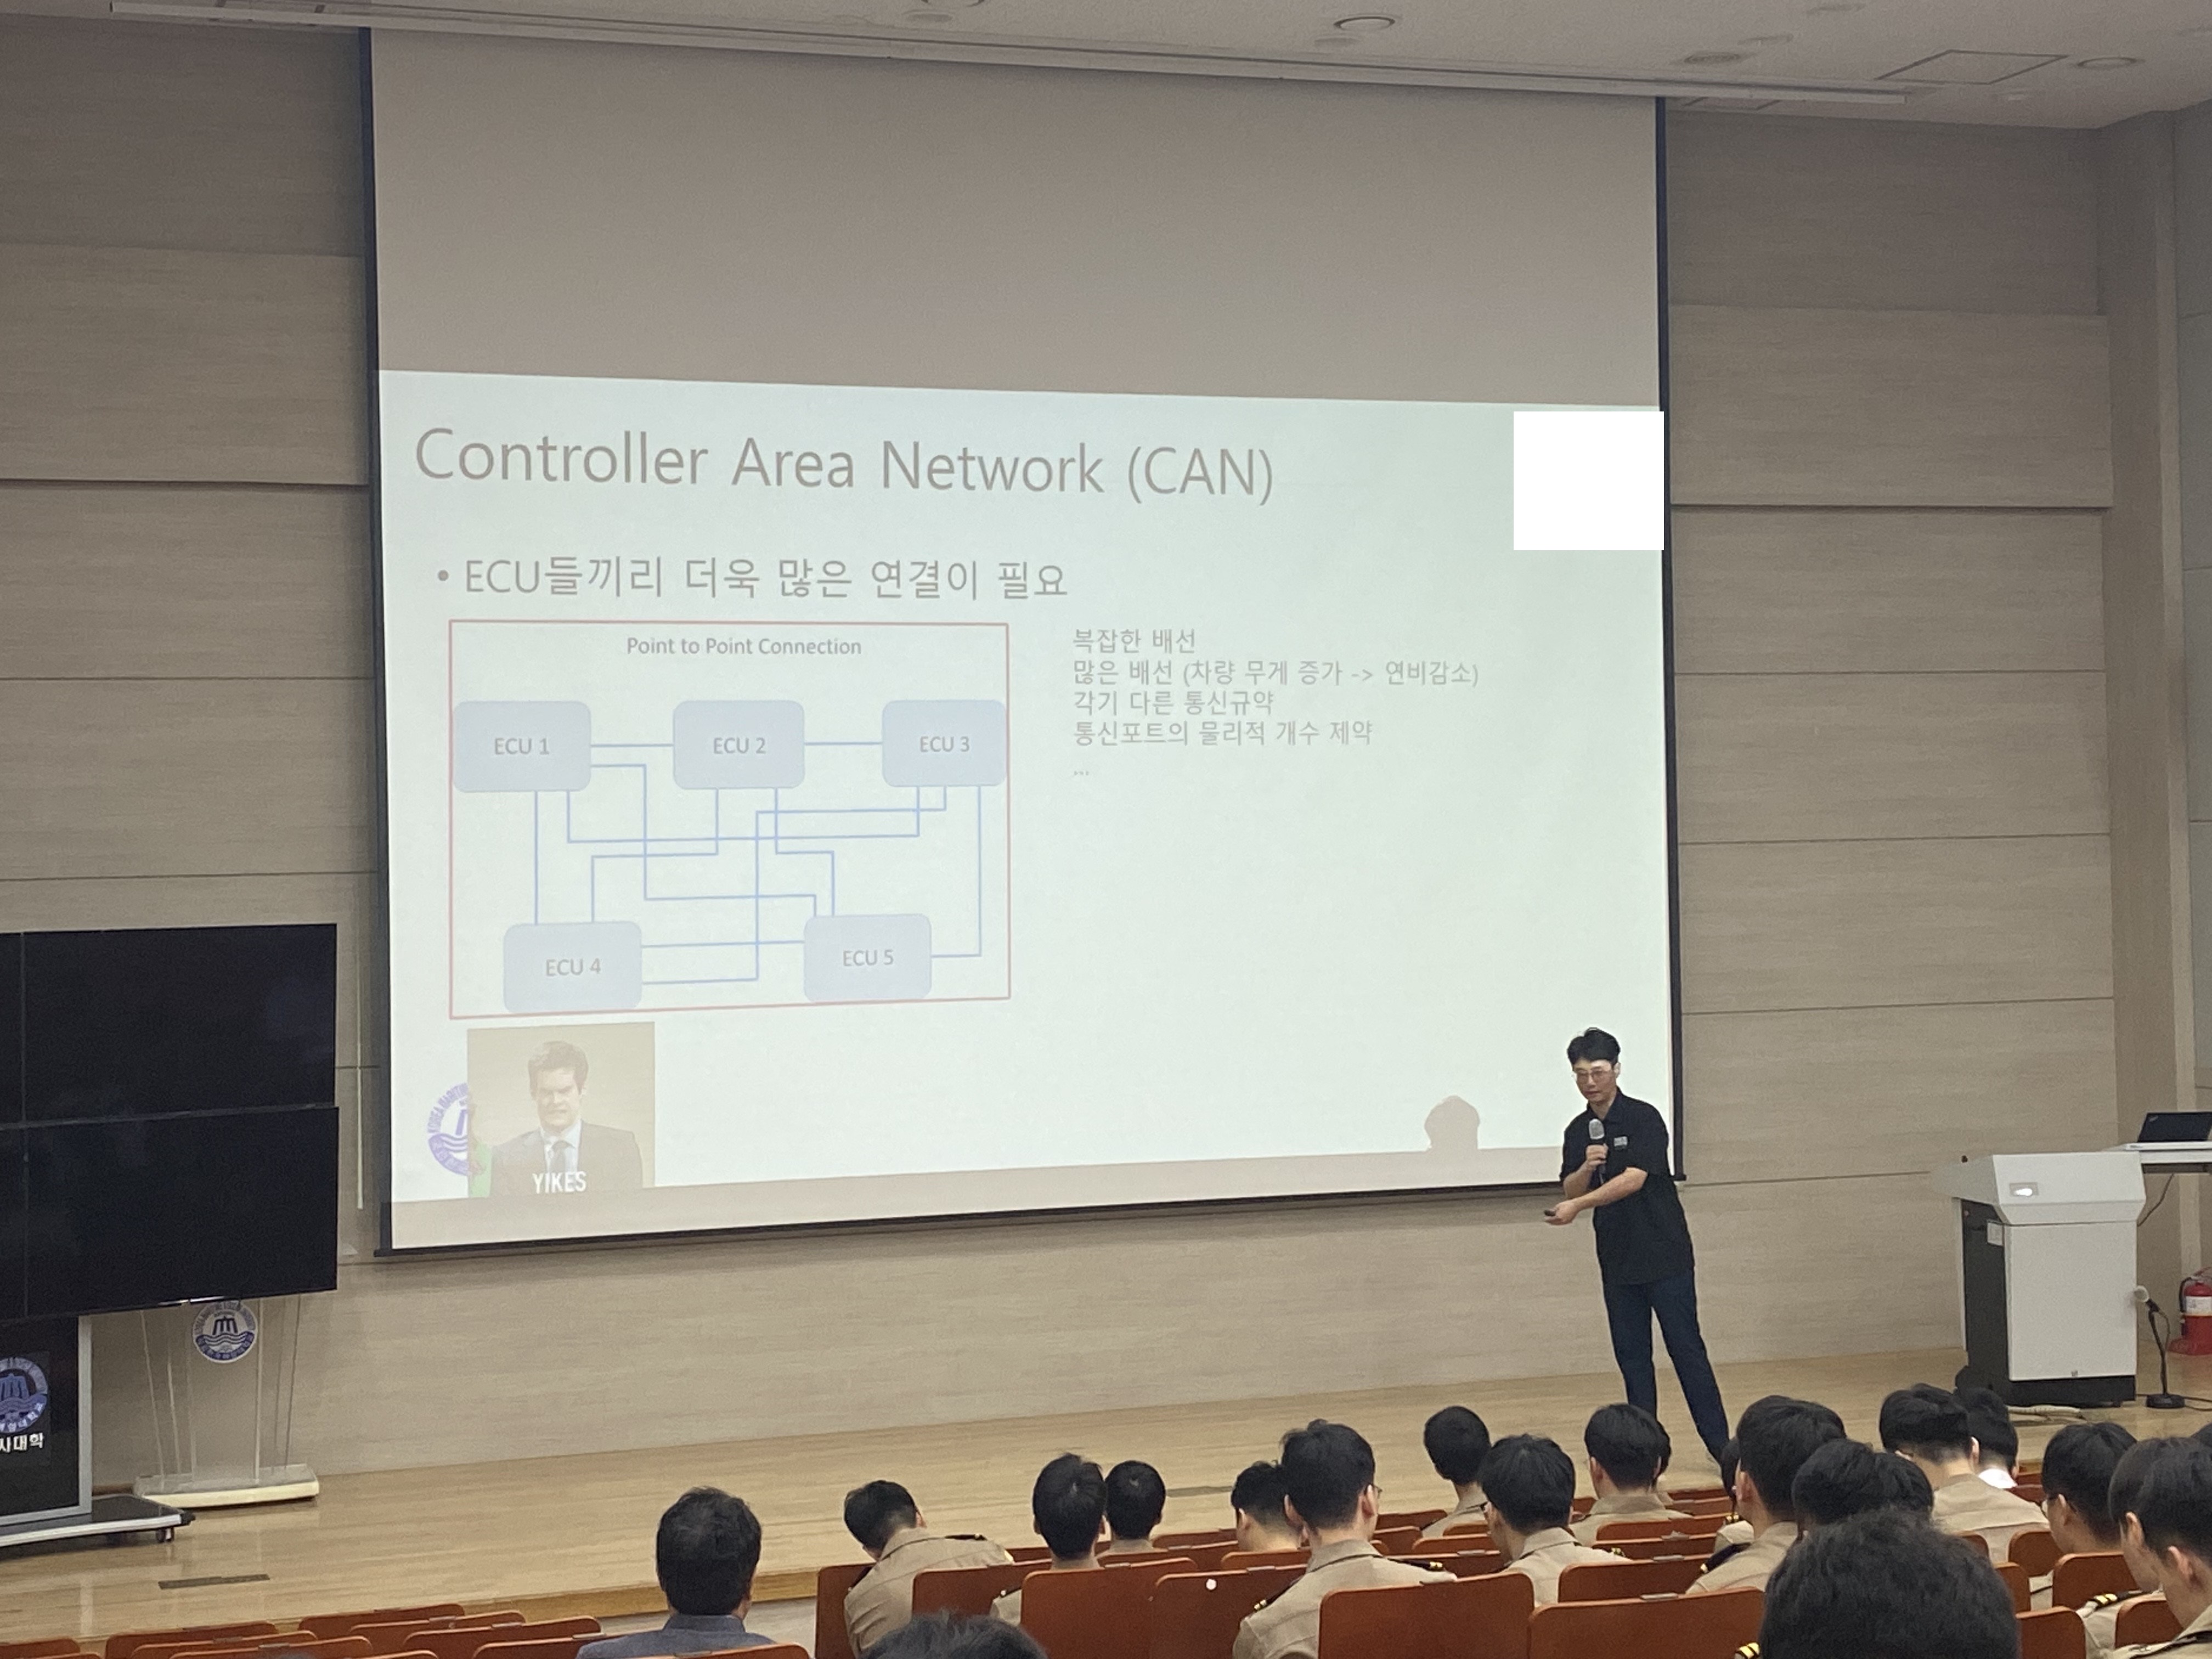 Controller Area Network (CAN)
• ECU들끼리 더욱 많은 연결이 필요
Point to Point Connection
ECU 1
ECU 2
ECU 3
ECU 4
ECU 5
복잡한 배선
많은 배선 (차량 무게 증가 -> 연비감소)
각기 다른 통신규약
통신포트의 물리적 개수 제약
...
YIKES
시대학